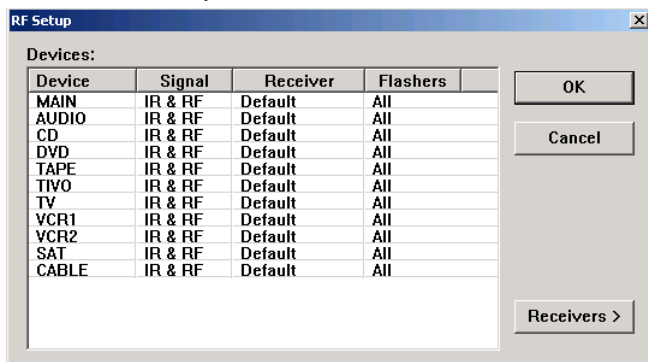 RF Setup
Devices:
Device Signal Receiver Flashers
MAIN IR & RF Default All
AUDIO IR & RF Default All
CD IR & RF Default All
DVD IR & RF Default All
TAPE IR & RF Default All
TIVO IR & RF Default All
TV IR & RF Default All
VCR1 IR & RF Default All
VCR2 IR & RF Default All
SAT IR & RF Default All
CABLE IR & RF Default All
OK
Cancel
Receivers >